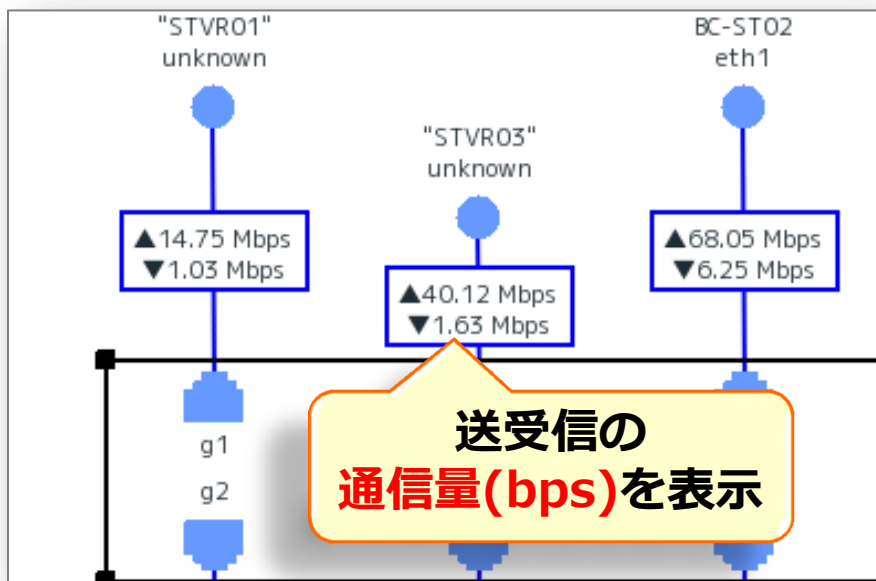 "STVR01"
unknown
BC-ST02
eth1
"STVR03"
unknown
▲14.75 Mbps
▼1.03 Mbps
▲68.05 Mbps
▼6.25 Mbps
▲40.12 Mbps
▼1.63 Mbps
g1
g2
送受信の
通信量(bps)を表示